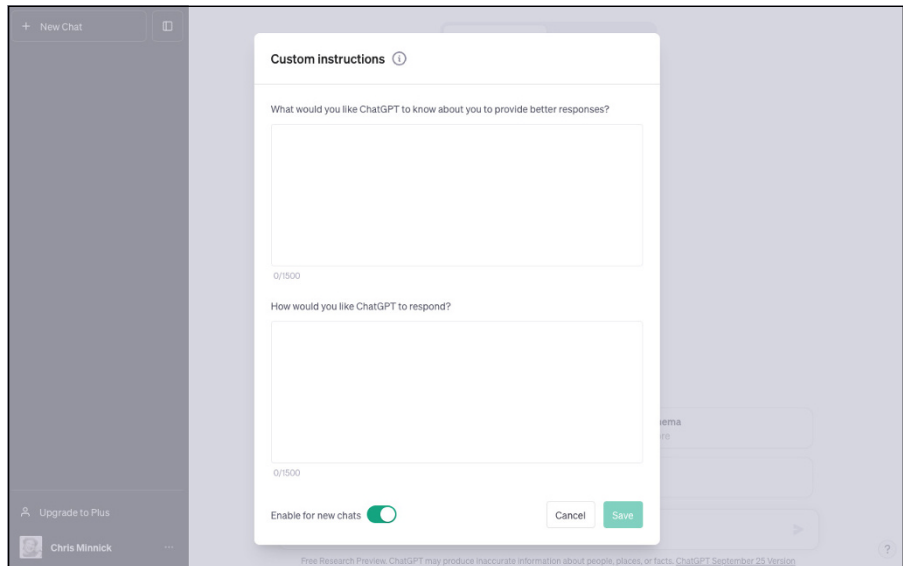 + New Chat
Custom instructions
What would you like ChatGPT to know about you to provide better responses?
0/1500
How would you like ChatGPT to respond?
0/1500
Enable for new chats
Cancel
Save
Upgrade to Plus
Chris Minnick
...
?
Free Research Preview. ChatGPT may produce inaccurate information about people, places, or facts. ChatGPT September 25 Version